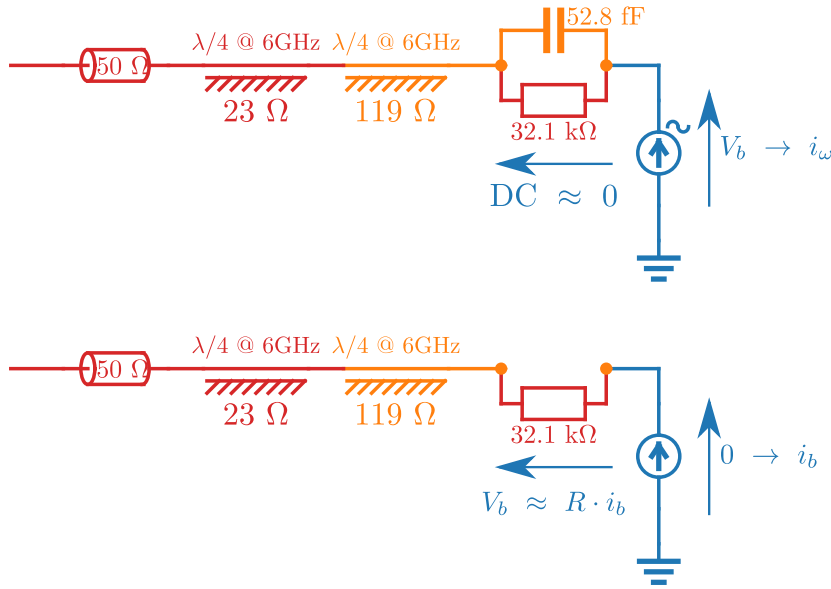 52.8 fF
λ/4 @ 6GHz λ/4 @ 6GHz
50 Ω
23 Ω 119 Ω
32.1 kΩ
~
V_b → i_ω
DC ≈ 0
λ/4 @ 6GHz λ/4 @ 6GHz
50 Ω
23 Ω 119 Ω
32.1 kΩ
0 → i_b
V_b ≈ R · i_b